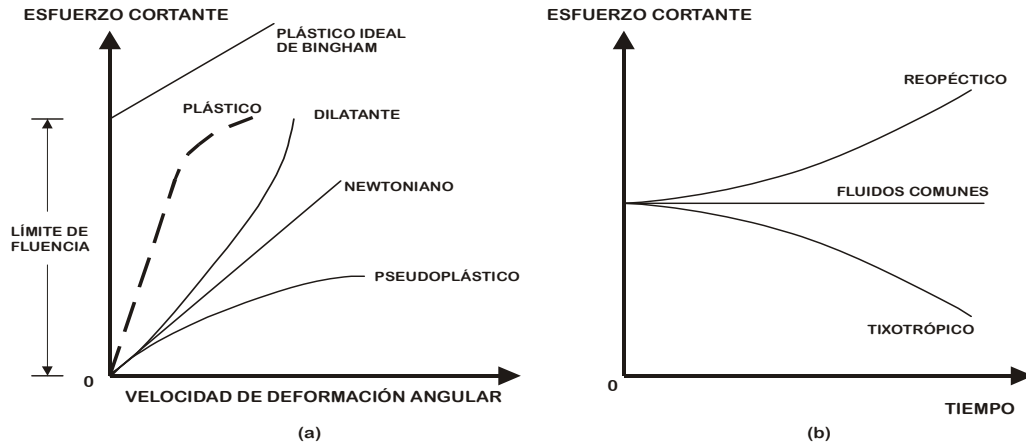 ESFUERZO CORTANTE
PLÁSTICO IDEAL
DE BINGHAM
PLÁSTICO
DILATANTE
NEWTONIANO
LÍMITE DE
FLUENCIA
PSEUDOPLÁSTICO
0
VELOCIDAD DE DEFORMACIÓN ANGULAR
(a)
ESFUERZO CORTANTE
REOPÉCTICO
FLUIDOS COMUNES
TIXOTRÓPICO
0
TIEMPO
(b)